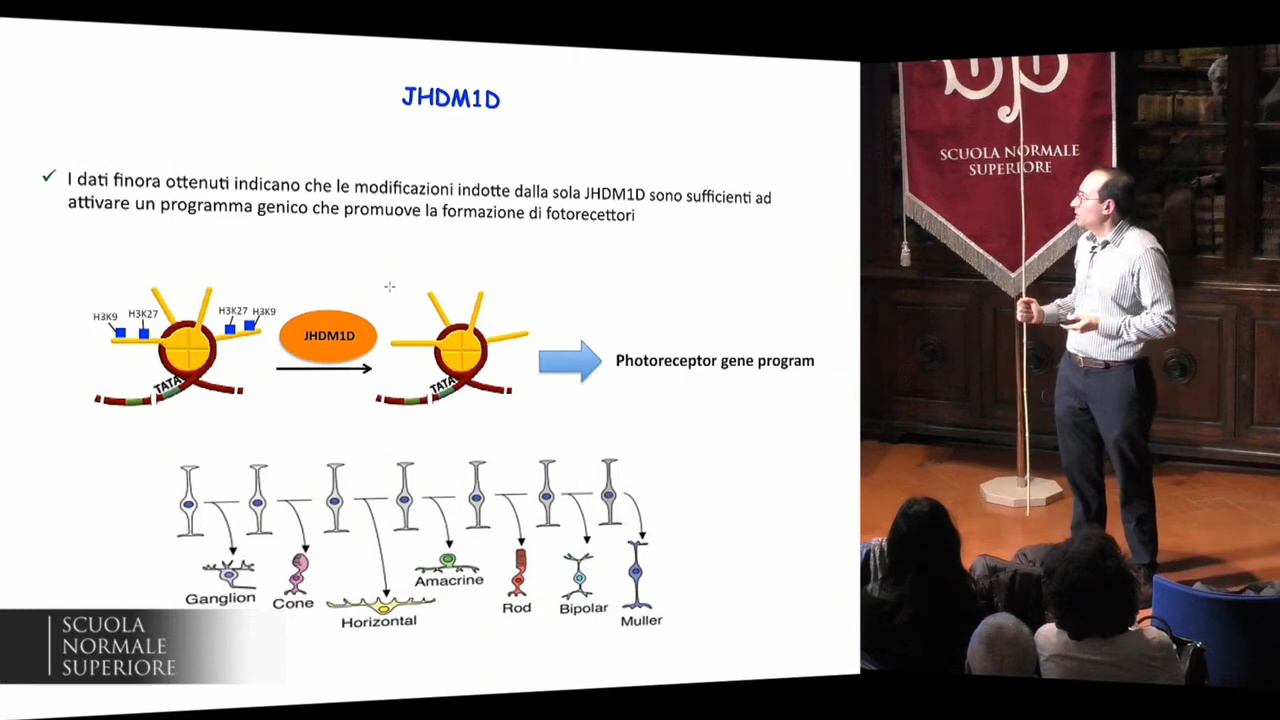 JHDM1D
✓ I dati finora ottenuti indicano che le modificazioni indotte dalla sola JHDM1D sono sufficienti ad
attivare un programma genico che promuove la formazione di fotorecettori
H3K9 H3K27 H3K27 H3K9
JHDM1D
TATA TATA
Photoreceptor gene program
Ganglion Cone Horizontal Amacrine Rod Bipolar Muller
SCUOLA
NORMALE
SUPERIORE
SCUOLA NORMALE
SUPERIORE